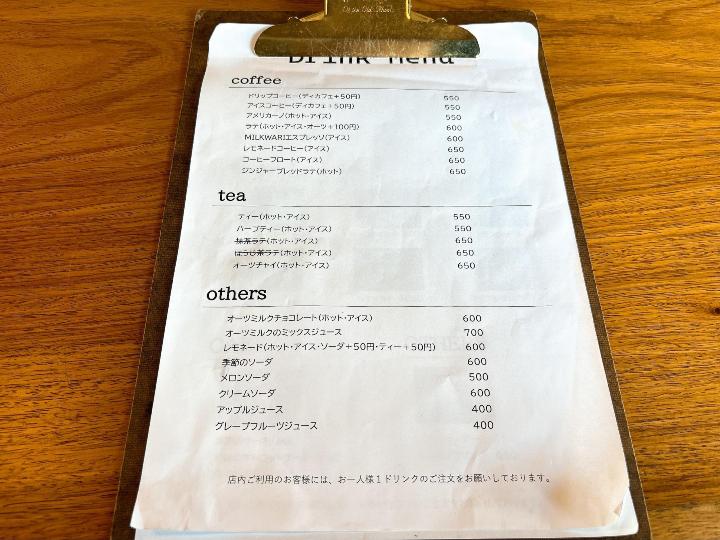 Drink Menu
coffee
ドリップコーヒー(ディカフェ+50円) 550
アイスコーヒー(ディカフェ+50円) 550
アメリカーノ(ホット・アイス) 550
ラテ(ホット・アイス・オーツ+100円) 600
MILKWARIエスプレッソ(アイス) 600
レモネードコーヒー(アイス) 650
コーヒーフロート(アイス) 650
ジンジャーブレッドラテ(ホット) 650
tea
ティー(ホット・アイス) 550
ハーブティー(ホット・アイス) 550
抹茶ラテ(ホット・アイス) 650
ほうじ茶ラテ(ホット・アイス) 650
オーツチャイ(ホット・アイス) 650
others
オーツミルクチョコレート(ホット・アイス) 600
オーツミルクのミックスジュース 700
レモネード(ホット・アイス・ソーダ+50円・ティー+50円) 600
季節のソーダ 600
メロンソーダ 500
クリームソーダ 600
アップルジュース 400
グレープフルーツジュース 400
店内ご利用のお客様には、お一人様1ドリンクのご注文をお願いしております。